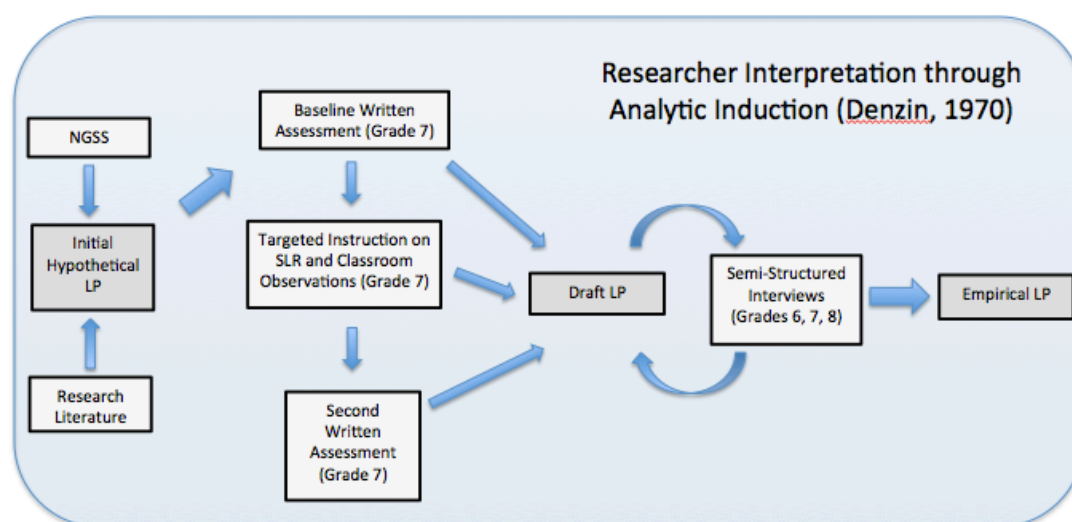 Researcher Interpretation through
Analytic Induction (Denzin, 1970)
NGSS
Initial
Hypothetical
LP
Research
Literature
Baseline Written
Assessment (Grade 7)
Targeted Instruction on
SLR and Classroom
Observations (Grade 7)
Second
Written
Assessment
(Grade 7)
Draft LP
Semi-Structured
Interviews
(Grades 6, 7, 8)
Empirical LP